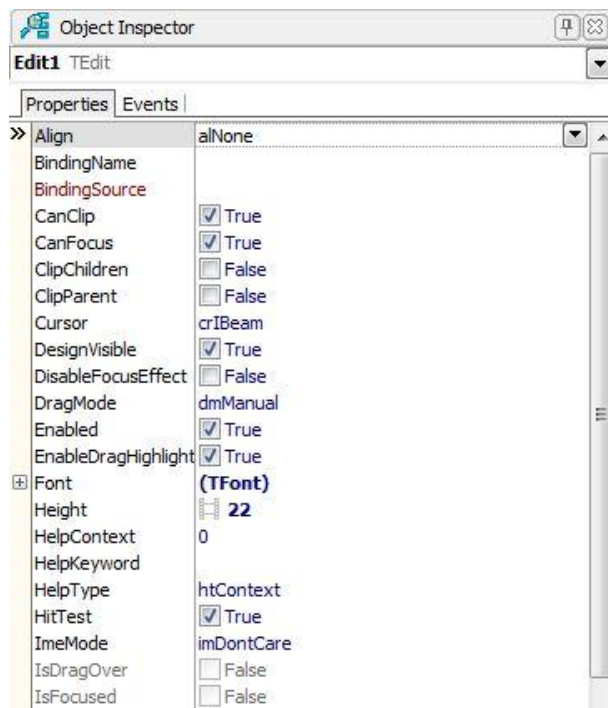 Object Inspector
Edit1 TEdit
Properties Events
Align alNone
BindingName
BindingSource
CanClip True
CanFocus True
ClipChildren False
ClipParent False
Cursor crIBeam
DesignVisible True
DisableFocusEffect False
DragMode dmManual
Enabled True
EnableDragHighlight True
Font (TFont)
Height 22
HelpContext 0
HelpKeyword
HelpType htContext
HitTest True
ImeMode imDontCare
IsDragOver False
IsFocused False